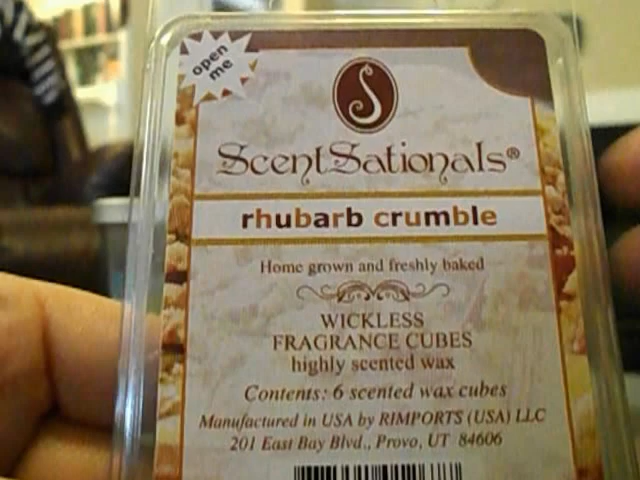 open
me
S
ScentSationals®
rhubarb crumble
Home grown and freshly baked
WICKLESS
FRAGRANCE CUBES
highly scented wax
Contents: 6 scented wax cubes
Manufactured in USA by RIMPORTS (USA) LLC
201 East Bay Blvd., Provo, UT 84606